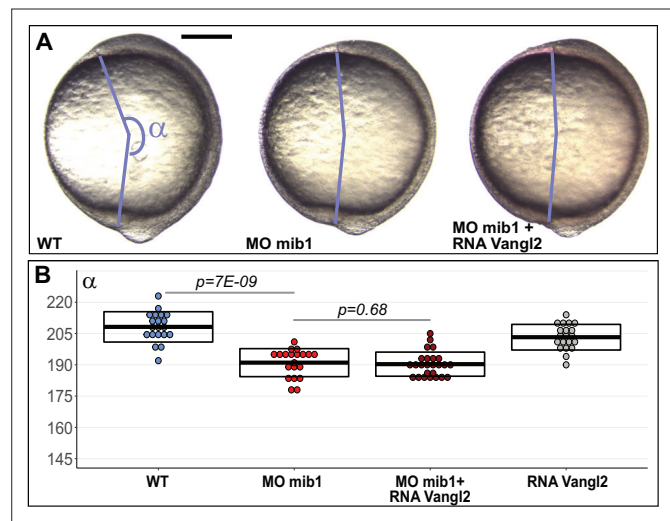 A
α
WT
MO mib1
MO mib1 +
RNA Vangl2
B
α
p=7E-09
p=0.68
220
205
190
175
160
145
WT
MO mib1
MO mib1+
RNA Vangl2
RNA Vangl2